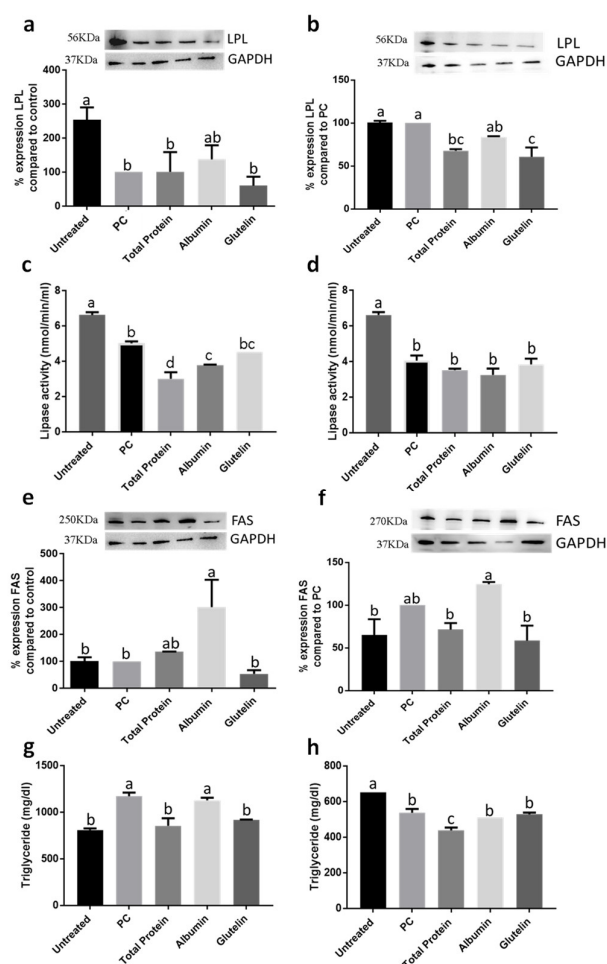 a
56KDa
LPL
37KDa
GAPDH
% expression LPL
compared to control
400
300
200
100
0
a
b
b
ab
b
Untreated
PC
Total Protein
Albumin
Glutelin
b
56KDa
LPL
37KDa
GAPDH
% expression LPL
compared to PC
150
100
50
0
a
a
bc
ab
c
Untreated
PC
Total Protein
Albumin
Glutelin
c
Lipase activity (nmol/min/ml)
8
6
4
2
0
a
b
d
c
bc
Untreated
PC
Total Protein
Albumin
Glutelin
d
Lipase activity (nmol/min/ml)
8
6
4
2
0
a
b
b
b
b
Untreated
PC
Total Protein
Albumin
Glutelin
e
250KDa
FAS
37KDa
GAPDH
% expression FAS
compared to control
500
400
300
200
100
0
b
b
ab
a
b
Untreated
PC
Total Protein
Albumin
Glutelin
f
270KDa
FAS
37KDa
GAPDH
% expression FAS
compared to PC
150
100
50
0
b
ab
b
a
b
Untreated
PC
Total Protein
Albumin
Glutelin
g
Triglyceride (mg/dl)
1500
1000
500
0
b
a
b
a
b
Untreated
PC
Total Protein
Albumin
Glutelin
h
Triglyceride (mg/dl)
800
600
400
200
0
a
b
c
b
b
Untreated
PC
Total Protein
Albumin
Glutelin